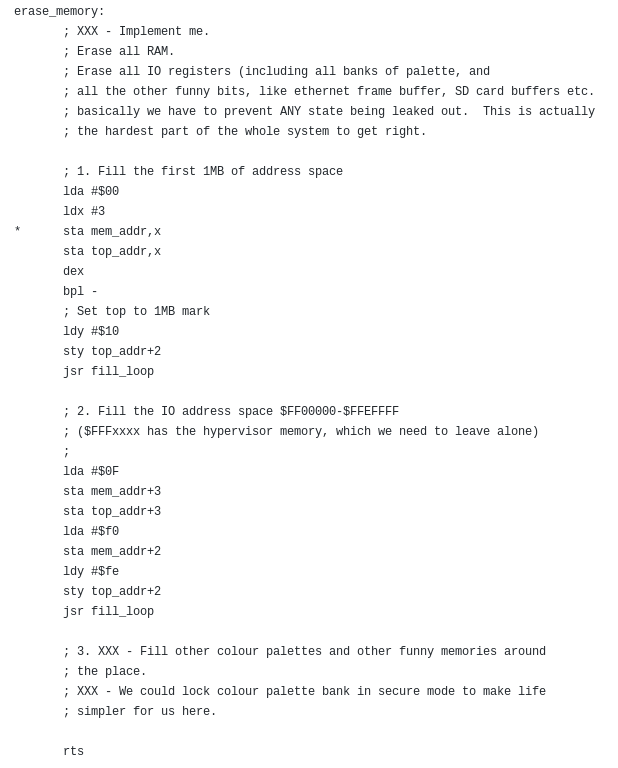 erase_memory:
; XXX - Implement me.
; Erase all RAM.
; Erase all IO registers (including all banks of palette, and
; all the other funny bits, like ethernet frame buffer, SD card buffers etc.
; basically we have to prevent ANY state being leaked out.  This is actually
; the hardest part of the whole system to get right.
; 1. Fill the first 1MB of address space
lda #$00
ldx #3
* sta mem_addr,x
sta top_addr,x
dex
bpl -
; Set top to 1MB mark
ldy #$10
sty top_addr+2
jsr fill_loop
; 2. Fill the IO address space $FF00000-$FFEFFFF
; ($FFFxxxx has the hypervisor memory, which we need to leave alone)
;
lda #$0F
sta mem_addr+3
sta top_addr+3
lda #$f0
sta mem_addr+2
ldy #$fe
sty top_addr+2
jsr fill_loop
; 3. XXX - Fill other colour palettes and other funny memories around
; the place.
; XXX - We could lock colour palette bank in secure mode to make life
; simpler for us here.
rts